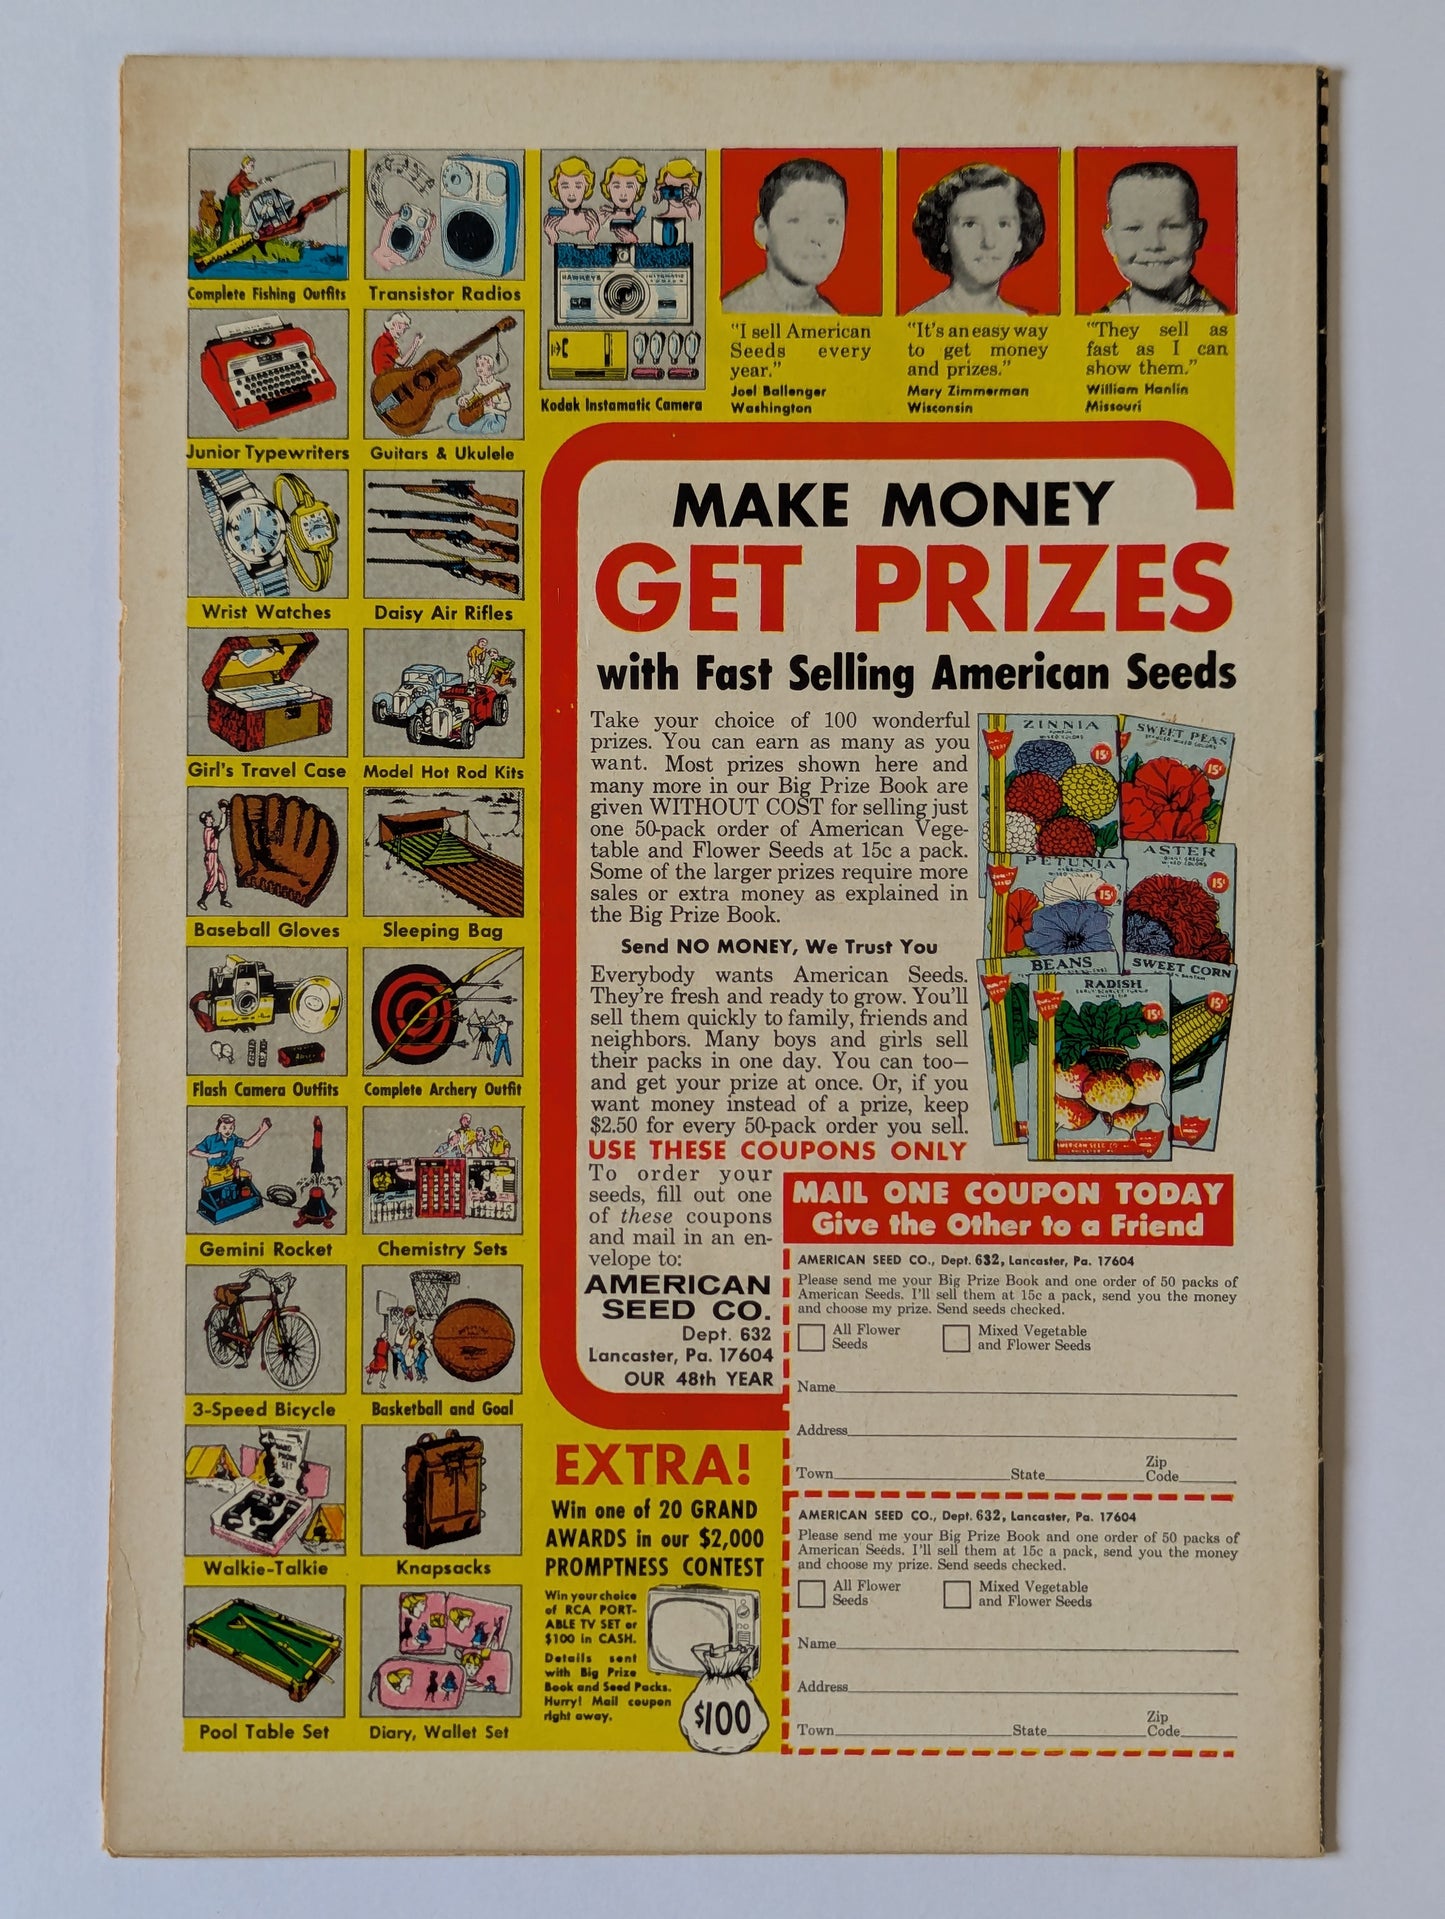 Complete Fishing Outfits
Transistor Radios
HAWKEYE INSTAMATIC
Kodak Instamatic Camera
Junior Typewriters
Guitars & Ukulele
Wrist Watches
Daisy Air Rifles
Girl's Travel Case
Model Hot Rod Kits
Baseball Gloves
Sleeping Bag
Flash Camera Outfits
Complete Archery Outfit
Gemini Rocket
Chemistry Sets
3-Speed Bicycle
Basketball and Goal
PHONE
SET
Walkie-Talkie
Knapsacks
Pool Table Set
Diary, Wallet Set
"I sell American
Seeds every
year."
Joel Ballenger
Washington
"It's an easy way
to get money
and prizes."
Mary Zimmerman
Wisconsin
"They sell as
fast as I can
show them."
William Hanlin
Missouri
MAKE MONEY
GET PRIZES
with Fast Selling American Seeds
Take your choice of 100 wonderful
prizes. You can earn as many as you
want. Most prizes shown here and
many more in our Big Prize Book are
given WITHOUT COST for selling just
one 50-pack order of American Vege-
table and Flower Seeds at 15c a pack.
Some of the larger prizes require more
sales or extra money as explained in
the Big Prize Book.
Send NO MONEY, We Trust You
Everybody wants American Seeds.
They're fresh and ready to grow. You'll
sell them quickly to family, friends and
neighbors. Many boys and girls sell
their packs in one day. You can too—
and get your prize at once. Or, if you
want money instead of a prize, keep
$2.50 for every 50-pack order you sell.
USE THESE COUPONS ONLY
To order your
seeds, fill out one
of these coupons
and mail in an en-
velope to:
AMERICAN
SEED CO.
Dept. 632
Lancaster, Pa. 17604
OUR 48th YEAR
ZINNIA
MIXED COLORS
15¢
SWEET PEAS
MIXED COLORS
15¢
PETUNIA
MIXED COLORS
15¢
ASTER
MIXED COLORS
15¢
BEANS
SWEET CORN
15¢
RADISH
15¢
AMERICAN SEED CO.
MAIL ONE COUPON TODAY
Give the Other to a Friend
AMERICAN SEED CO., Dept. 632, Lancaster, Pa. 17604
Please send me your Big Prize Book and one order of 50 packs of
American Seeds. I'll sell them at 15c a pack, send you the money
and choose my prize. Send seeds checked.
All Flower
Seeds
Mixed Vegetable
and Flower Seeds
Name
Address
Town State Zip Code
AMERICAN SEED CO., Dept. 632, Lancaster, Pa. 17604
Please send me your Big Prize Book and one order of 50 packs of
American Seeds. I'll sell them at 15c a pack, send you the money
and choose my prize. Send seeds checked.
All Flower
Seeds
Mixed Vegetable
and Flower Seeds
Name
Address
Town State Zip Code
EXTRA!
Win one of 20 GRAND
AWARDS in our $2,000
PROMPTNESS CONTEST
Win your choice
of RCA PORT-
ABLE TV SET or
$100 in CASH.
Details sent
with Big Prize
Book and Seed Packs.
Hurry! Mail coupon
right away.
$100